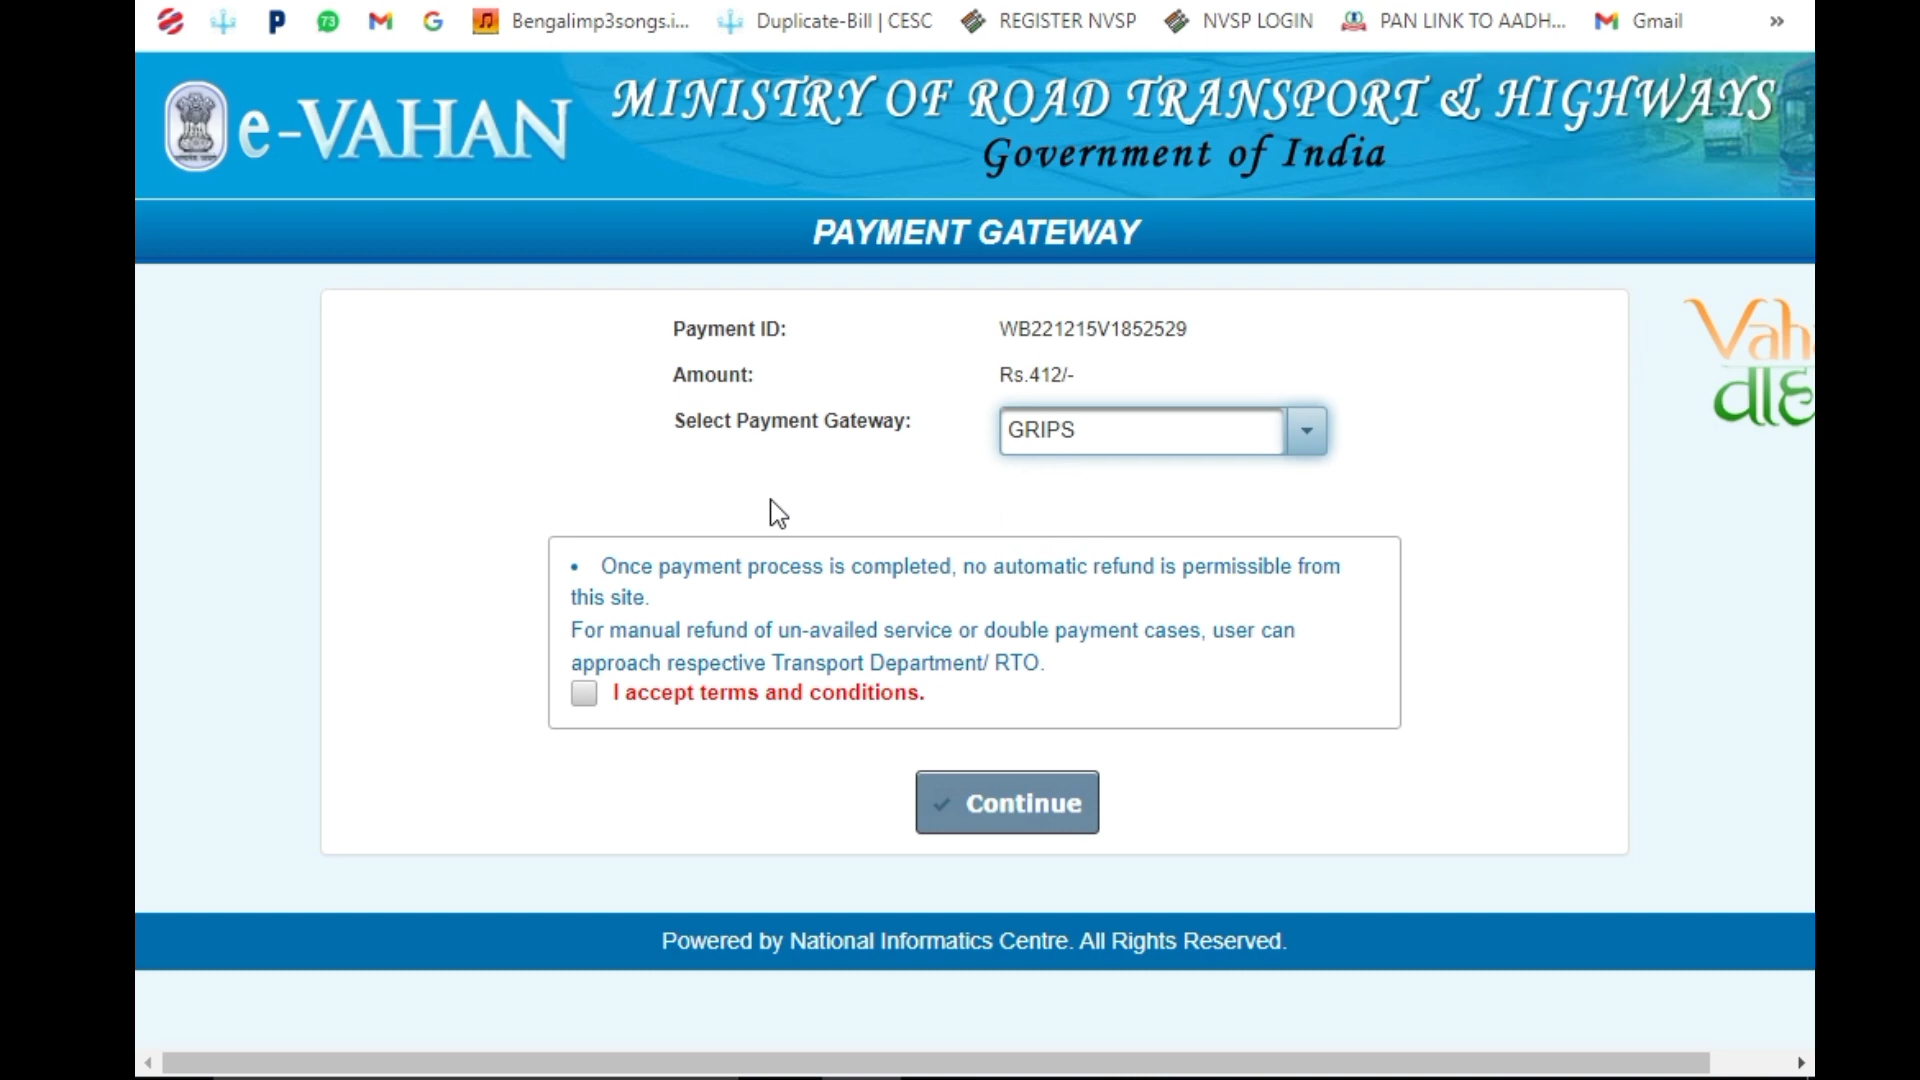 P 73 M G Bengalimp3songs.i... Duplicate-Bill | CESC REGISTER NVSP NVSP LOGIN PAN LINK TO AADH... Gmail »
e-VAHAN MINISTRY OF ROAD TRANSPORT & HIGHWAYS
Government of India
PAYMENT GATEWAY
Payment ID: WB221215V1852529
Amount: Rs.412/-
Select Payment Gateway: GRIPS
• Once payment process is completed, no automatic refund is permissible from
this site.
For manual refund of un-availed service or double payment cases, user can
approach respective Transport Department/ RTO.
I accept terms and conditions.
Continue
Powered by National Informatics Centre. All Rights Reserved.